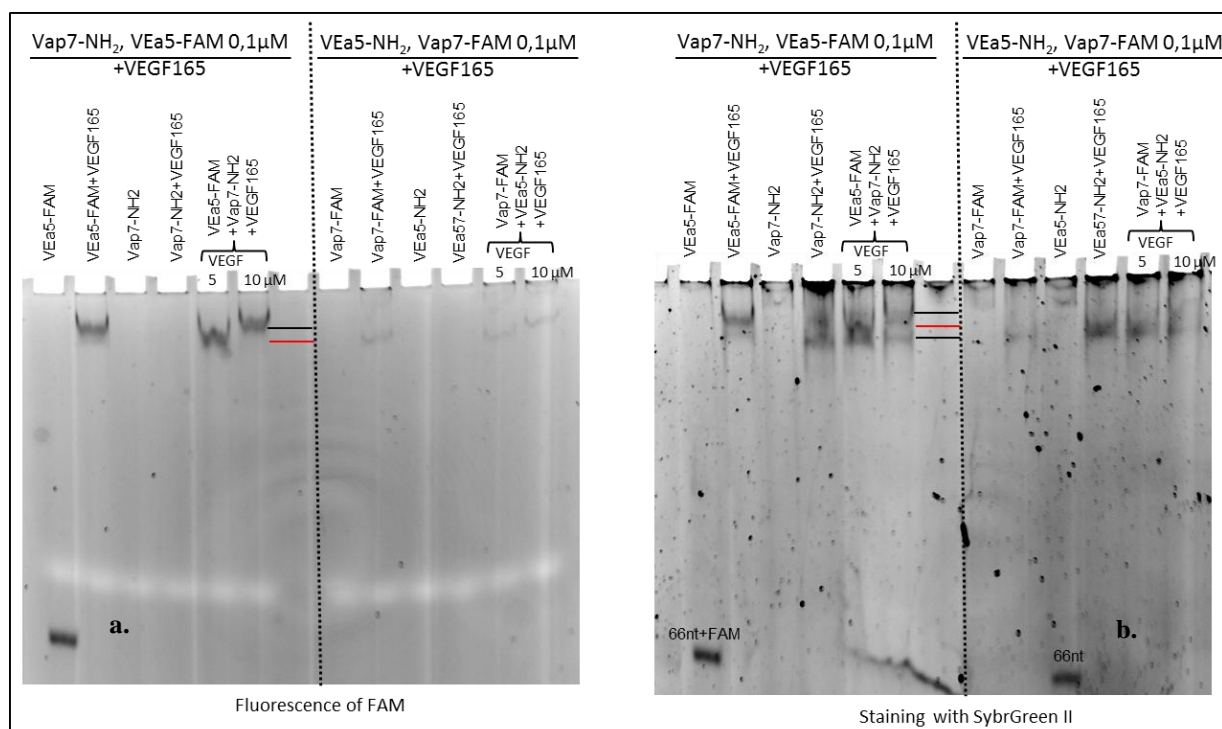 Vap7-NH₂, VEa5-FAM 0,1µM
+VEGF165
VEa5-NH₂, Vap7-FAM 0,1µM
+VEGF165
VEa5-FAM
VEa5-FAM+VEGF165
Vap7-NH2
Vap7-NH2+VEGF165
VEa5-FAM
+Vap7-NH2
+VEGF165
VEGF
5 10 µM
Vap7-FAM
Vap7-FAM+VEGF165
VEa5-NH2
VEa57-NH2+VEGF165
Vap7-FAM
+VEa5-NH2
+VEGF165
VEGF
5 10 µM
a.
Fluorescence of FAM
Vap7-NH₂, VEa5-FAM 0,1µM
+VEGF165
VEa5-NH₂, Vap7-FAM 0,1µM
+VEGF165
VEa5-FAM
VEa5-FAM+VEGF165
Vap7-NH2
Vap7-NH2+VEGF165
VEa5-FAM
+Vap7-NH2
+VEGF165
VEGF
5 10 µM
Vap7-FAM
Vap7-FAM+VEGF165
VEa5-NH2
VEa57-NH2+VEGF165
Vap7-FAM
+VEa5-NH2
+VEGF165
VEGF
5 10 µM
66nt+FAM
66nt
b.
Staining with SybrGreen II